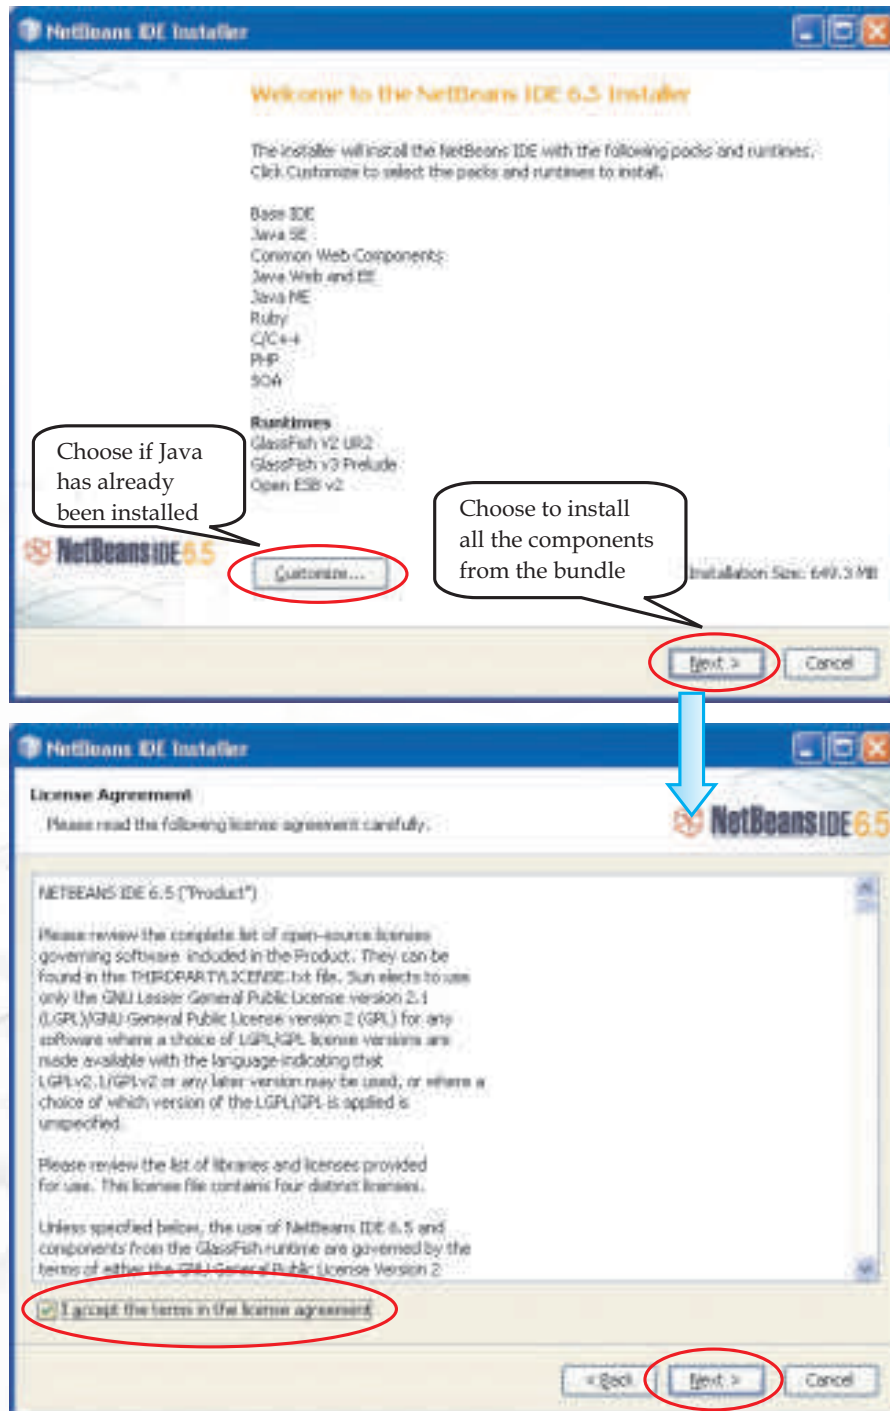 NetBeans IDE Installer
Welcome to the NetBeans IDE 6.5 Installer
The installer will install the NetBeans IDE with the following packs and runtimes.
Click Customize to select the packs and runtimes to install.
Base IDE
Java SE
Common Web Components
Java Web and EE
Java ME
Ruby
C/C++
PHP
SOA
Runtimes
GlassFish V2 UR2
GlassFish v3 Prelude
Open ESB v2
Choose if Java
has already
been installed
Choose to install
all the components
from the bundle
NetBeans IDE 6.5
Customize...
Installation Size: 649.3 MB
Next >
Cancel
NetBeans IDE Installer
License Agreement
Please read the following license agreement carefully.
NetBeans IDE 6.5
NETBEANS IDE 6.5 ("Product")
Please review the complete list of open-source licenses
governing software included in the Product. They can be
found in the THIRDPARTYLICENSE.txt file. Sun elects to use
only the GNU Lesser General Public License version 2.1
(LGPL)/GNU General Public License version 2 (GPL) for any
software where a choice of LGPL/GPL license versions are
made available with the language indicating that
LGPLv2.1/GPLv2 or any later version may be used, or where a
choice of which version of the LGPL/GPL is applied is
unspecified.
Please review the list of libraries and licenses provided
for use. This license file contains four distinct licenses.
Unless specified below, the use of NetBeans IDE 6.5 and
components from the GlassFish runtime are governed by the
terms of either the GNU General Public License Version 2
I accept the terms in the license agreement
< Back
Next >
Cancel